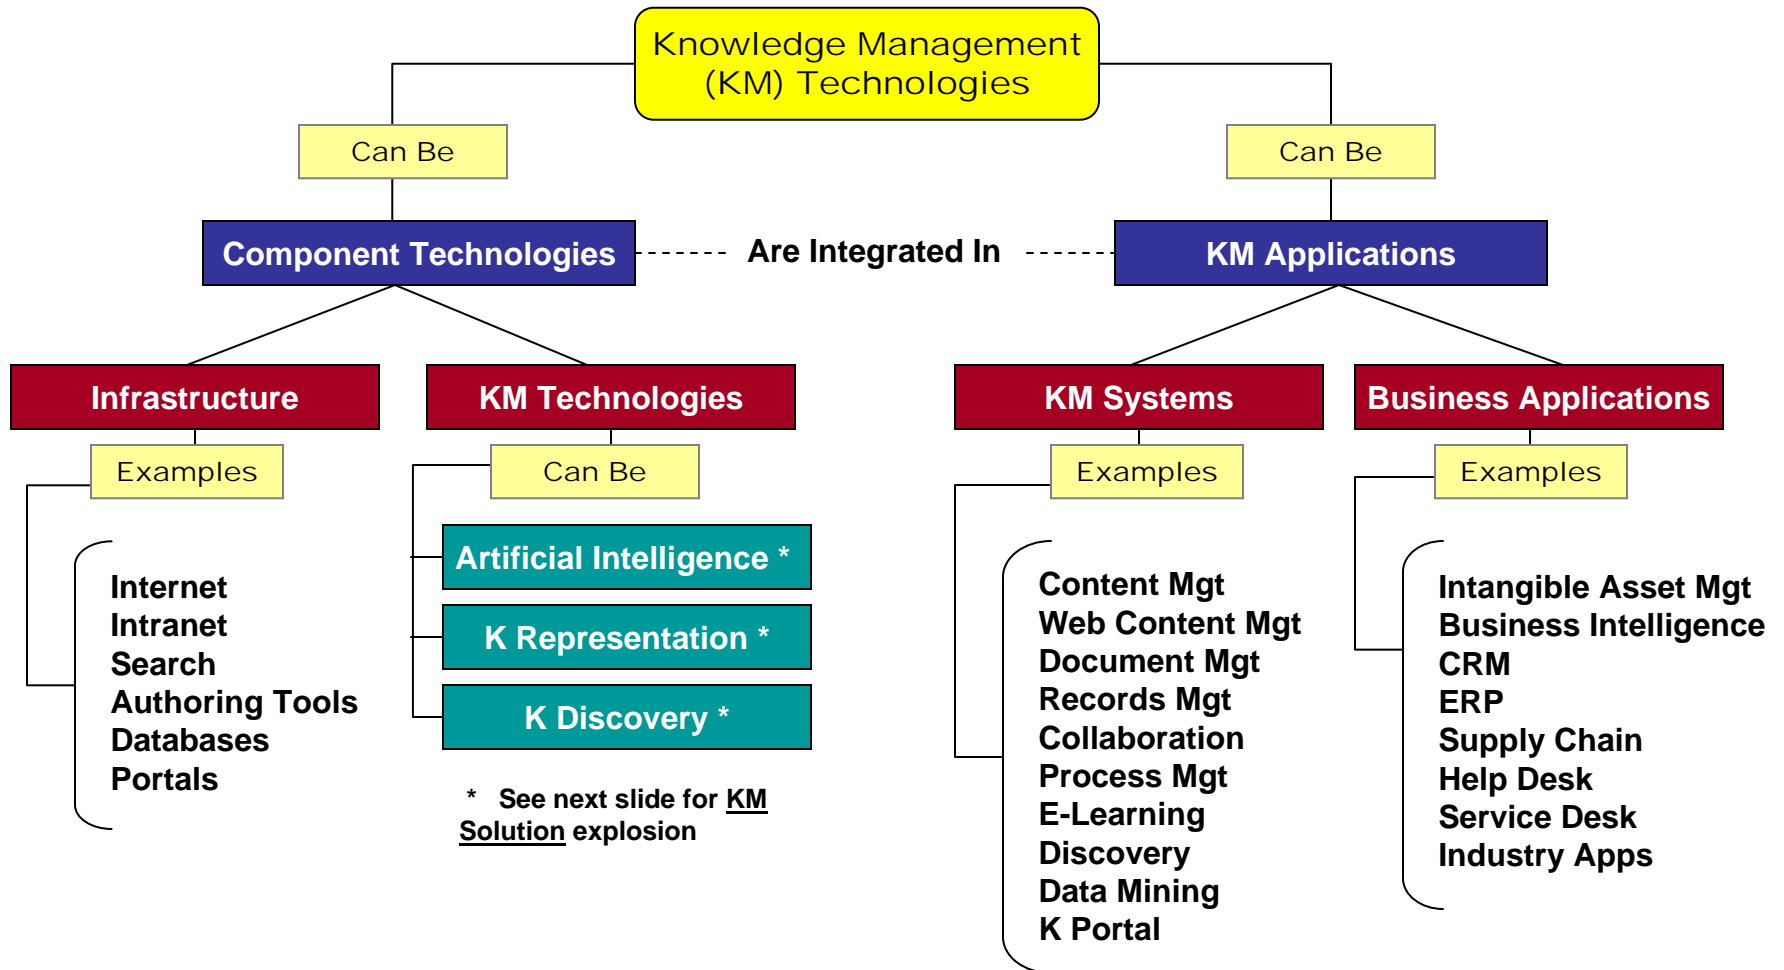 Knowledge Management
(KM) Technologies
Can Be
Can Be
Component Technologies
Are Integrated In
KM Applications
Infrastructure
KM Technologies
KM Systems
Business Applications
Examples
Can Be
Examples
Examples
Internet
Intranet
Search
Authoring Tools
Databases
Portals
Artificial Intelligence *
K Representation *
K Discovery *
* See next slide for KM
Solution explosion
Content Mgt
Web Content Mgt
Document Mgt
Records Mgt
Collaboration
Process Mgt
E-Learning
Discovery
Data Mining
K Portal
Intangible Asset Mgt
Business Intelligence
CRM
ERP
Supply Chain
Help Desk
Service Desk
Industry Apps